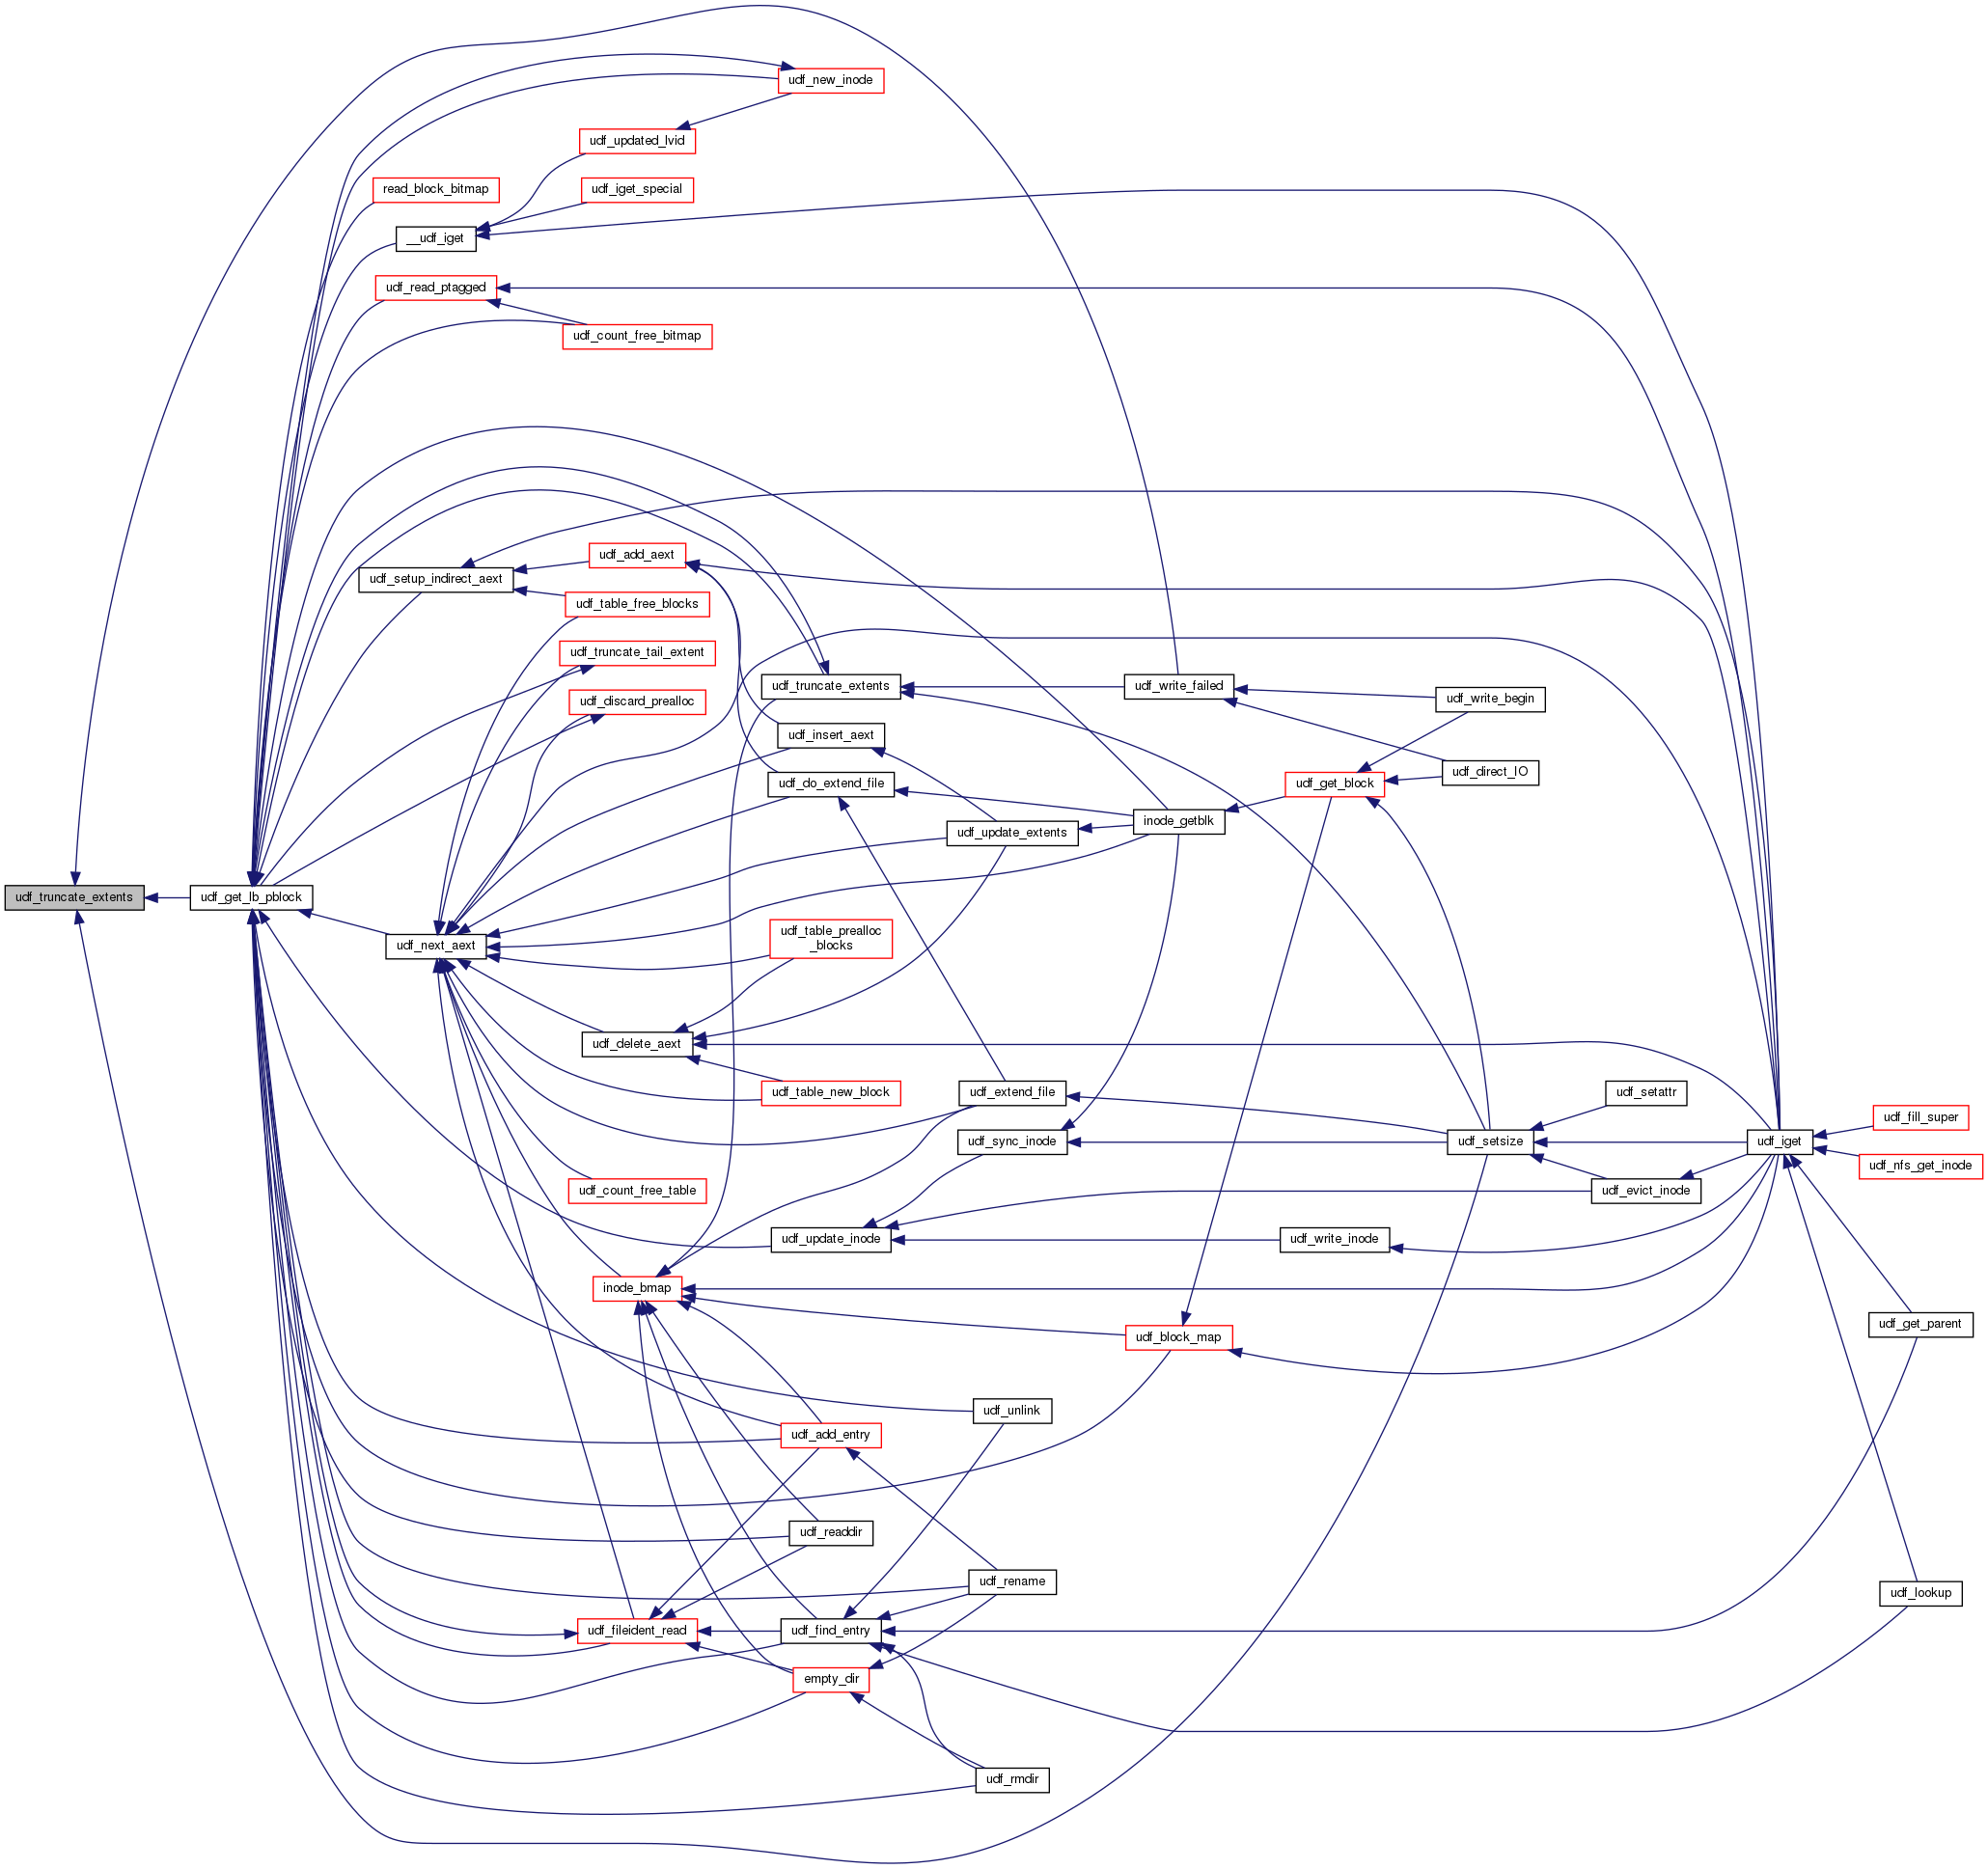 udf_new_inode
udf_updated_lvid
read_block_bitmap
udf_iget_special
__udf_iget
udf_read_ptagged
udf_count_free_bitmap
udf_add_aext
udf_setup_indirect_aext
udf_table_free_blocks
udf_truncate_tail_extent
udf_truncate_extents
udf_write_failed
udf_discard_prealloc
udf_write_begin
udf_insert_aext
udf_direct_IO
udf_do_extend_file
udf_get_block
inode_getblk
udf_update_extents
udf_truncate_extents
udf_get_lb_pblock
udf_table_prealloc
_blocks
udf_next_aext
udf_delete_aext
udf_table_new_block
udf_extend_file
udf_setattr
udf_fill_super
udf_sync_inode
udf_setsize
udf_iget
udf_nfs_get_inode
udf_count_free_table
udf_evict_inode
udf_update_inode
udf_write_inode
inode_bmap
udf_get_parent
udf_block_map
udf_unlink
udf_add_entry
udf_readdir
udf_rename
udf_lookup
udf_fileident_read
udf_find_entry
empty_dir
udf_rmdir